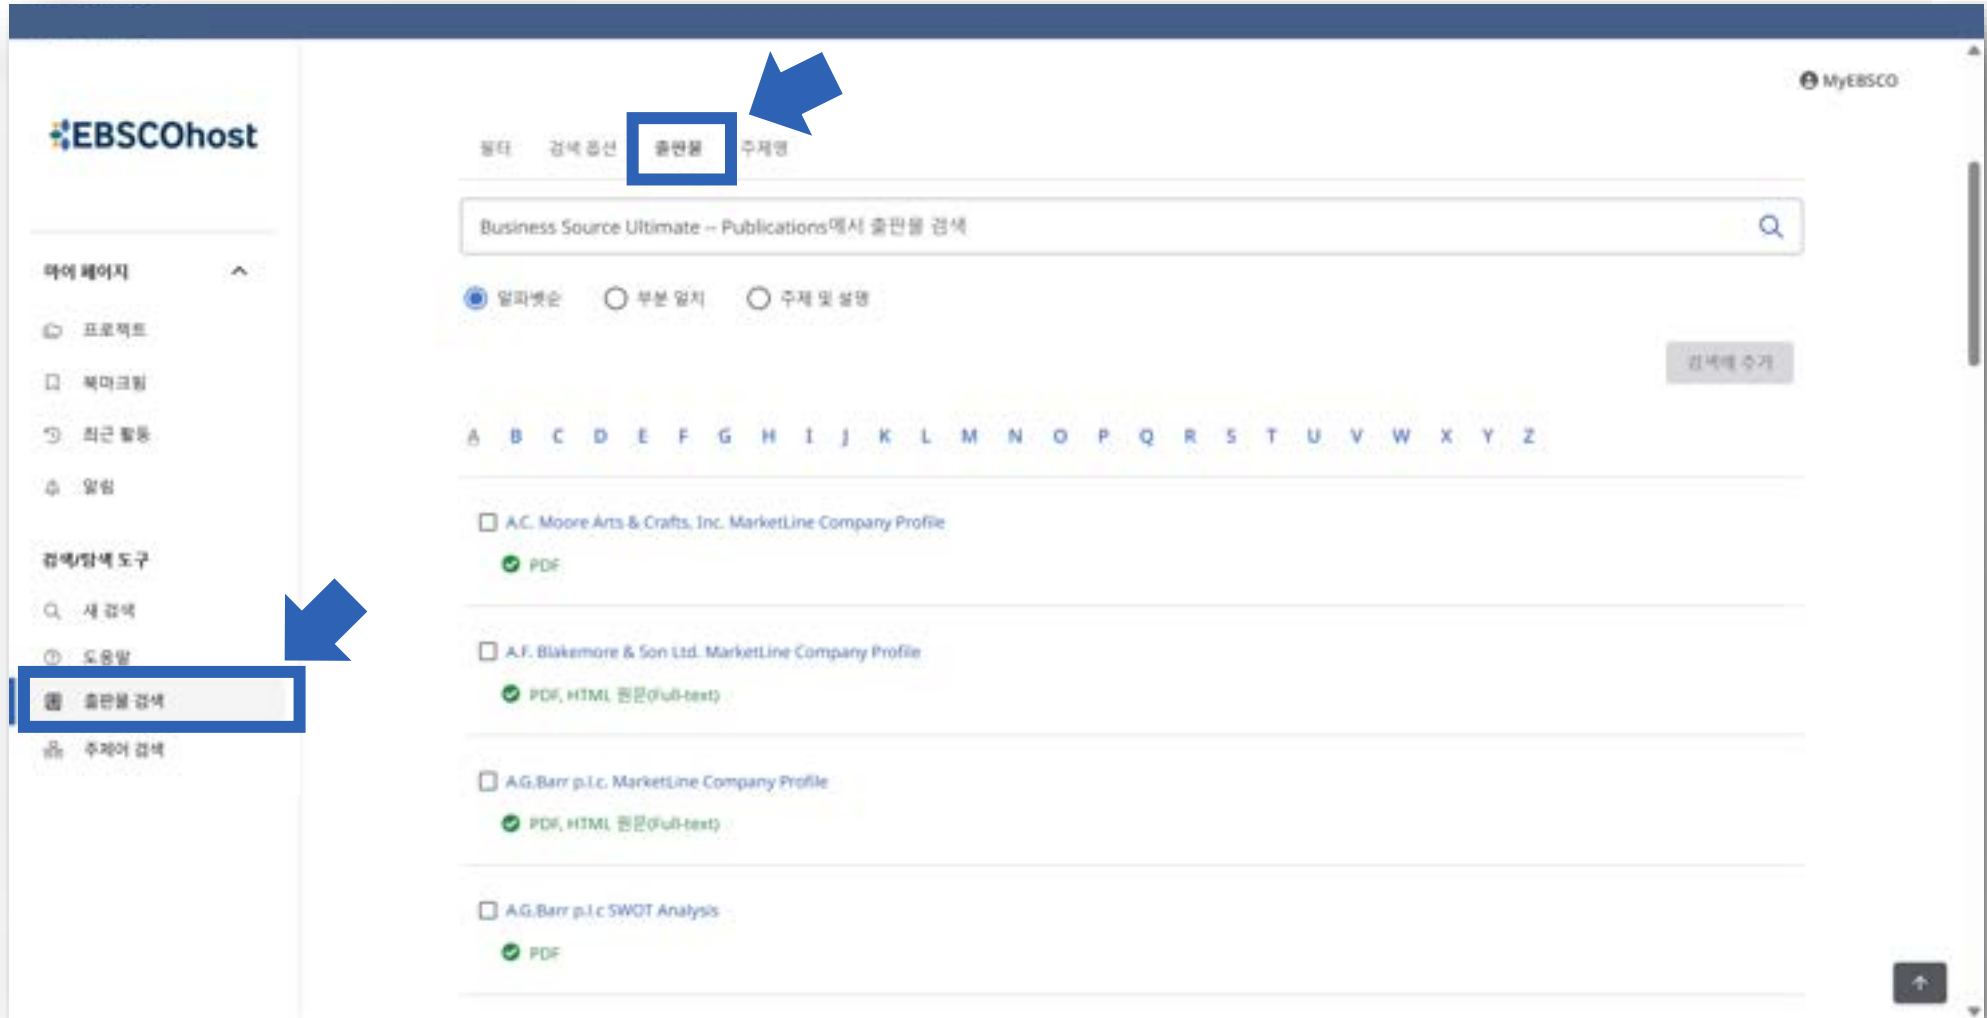 MyEBSCO
EBSCOhost
필터 검색 옵션 출판물 주제명
Business Source Ultimate -- Publications에서 출판물 검색
마이 페이지
알파벳순 부분 일치 주제 및 설명
프로젝트
검색에 추가
북마크됨
최근 활동
A B C D E F G H I J K L M N O P Q R S T U V W X Y Z
알림
A.C. Moore Arts & Crafts, Inc. MarketLine Company Profile
검색/탐색 도구
PDF
새 검색
도움말
A.F. Blakemore & Son Ltd. MarketLine Company Profile
PDF, HTML 원문(Full-text)
출판물 검색
주제어 검색
A.G.Barr p.l.c. MarketLine Company Profile
PDF, HTML 원문(Full-text)
A.G.Barr p.l.c SWOT Analysis
PDF